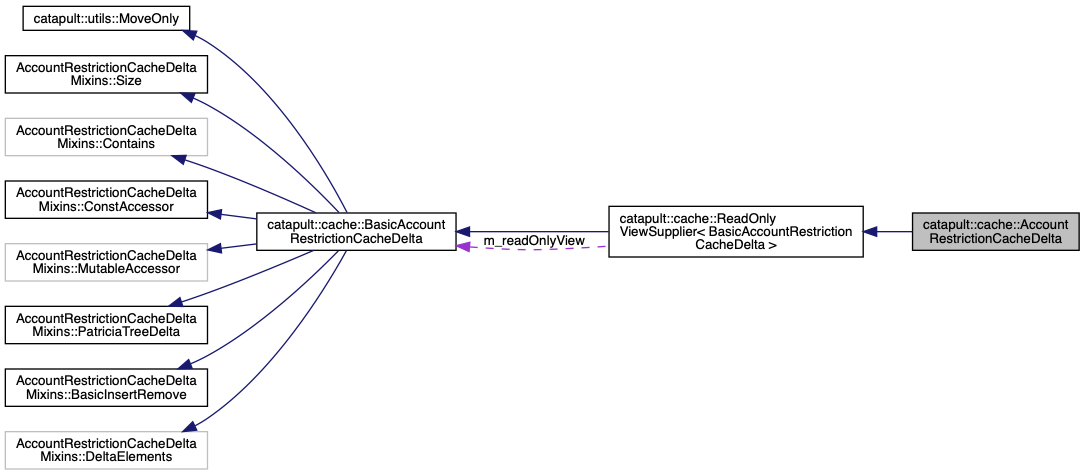 catapult::utils::MoveOnly
AccountRestrictionCacheDelta
Mixins::Size
AccountRestrictionCacheDelta
Mixins::Contains
AccountRestrictionCacheDelta
Mixins::ConstAccessor
AccountRestrictionCacheDelta
Mixins::MutableAccessor
AccountRestrictionCacheDelta
Mixins::PatriciaTreeDelta
AccountRestrictionCacheDelta
Mixins::BasicInsertRemove
AccountRestrictionCacheDelta
Mixins::DeltaElements
catapult::cache::BasicAccount
RestrictionCacheDelta
m_readOnlyView
catapult::cache::ReadOnly
ViewSupplier< BasicAccountRestriction
CacheDelta >
catapult::cache::Account
RestrictionCacheDelta